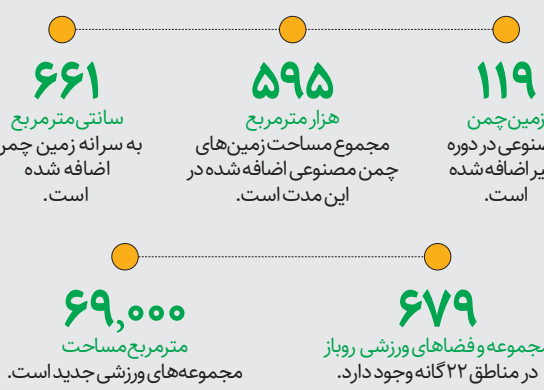 ۱۱۹
زمین‌چمن
مصنوعی در دوره
اخیر اضافه‌شده
است.
۵۹۵
هزار مترمربع
مجموع مساحت زمین‌های
چمن مصنوعی اضافه‌شده در
این مدت است.
۶۶۱
سانتی‌مترمربع
به سرانه زمین چمن
اضافه شده
است.
۶۷۹
مجموعه و فضاهای ورزشی روباز
در مناطق ۲۲گانه وجود دارد.
۶۹,۰۰۰
مترمربع مساحت
مجموعه‌های ورزشی جدید است.